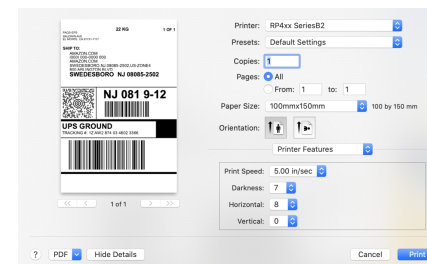 22 KG
1 OF 1
SHIP TO:
AMAZON.COM
SWEDESBORO NJ 08085-2502
NJ 081 9-12
UPS GROUND
1 of 1
Printer: RP4xx SeriesB2
Presets: Default Settings
Copies: 1
Pages: All
From: 1 to: 1
Paper Size: 100mmx150mm 100 by 150 mm
Orientation:
Printer Features
Print Speed: 5.00 in/sec
Darkness: 7
Horizontal: 8
Vertical: 0
? PDF Hide Details Cancel Print